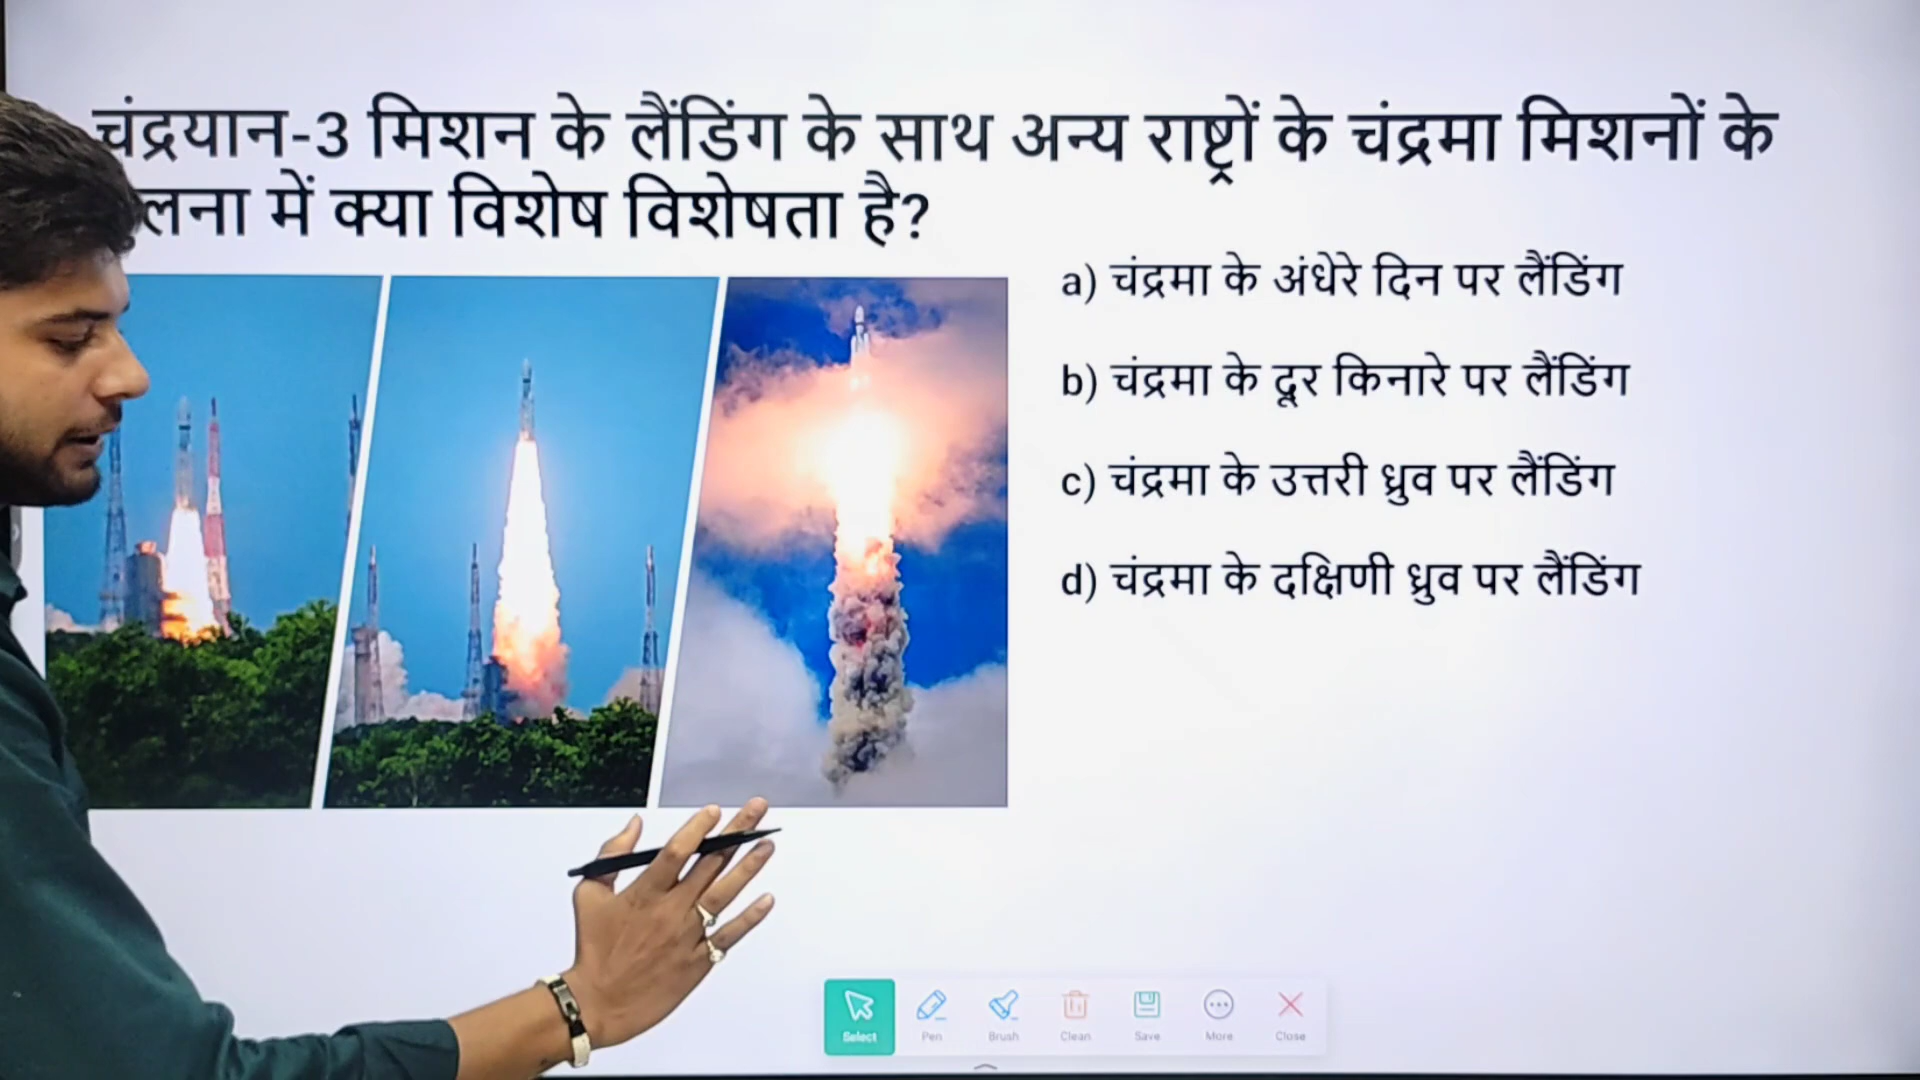 चंद्रयान-3 मिशन के लैंडिंग के साथ अन्य राष्ट्रों के चंद्रमा मिशनों के
में क्या विशेष विशेषता है?
a) चंद्रमा के अंधेरे दिन पर लैंडिंग
b) चंद्रमा के दूर किनारे पर लैंडिंग
c) चंद्रमा के उत्तरी ध्रुव पर लैंडिंग
d) चंद्रमा के दक्षिणी ध्रुव पर लैंडिंग
Select Pen Brush Clean Save More Close